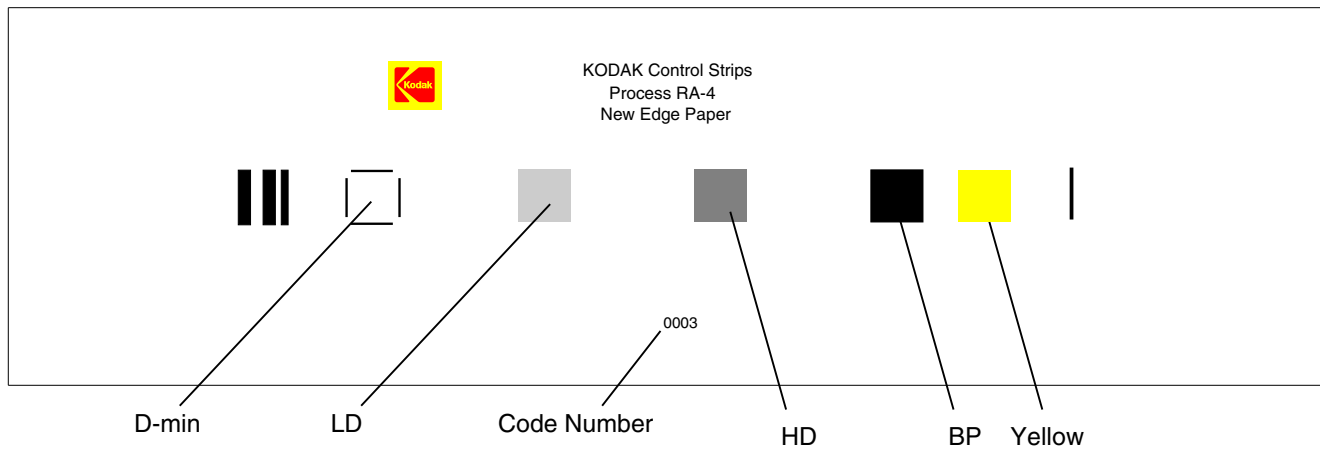 Kodak
KODAK Control Strips
Process RA-4
New Edge Paper
0003
D-min
LD
Code Number
HD
BP
Yellow